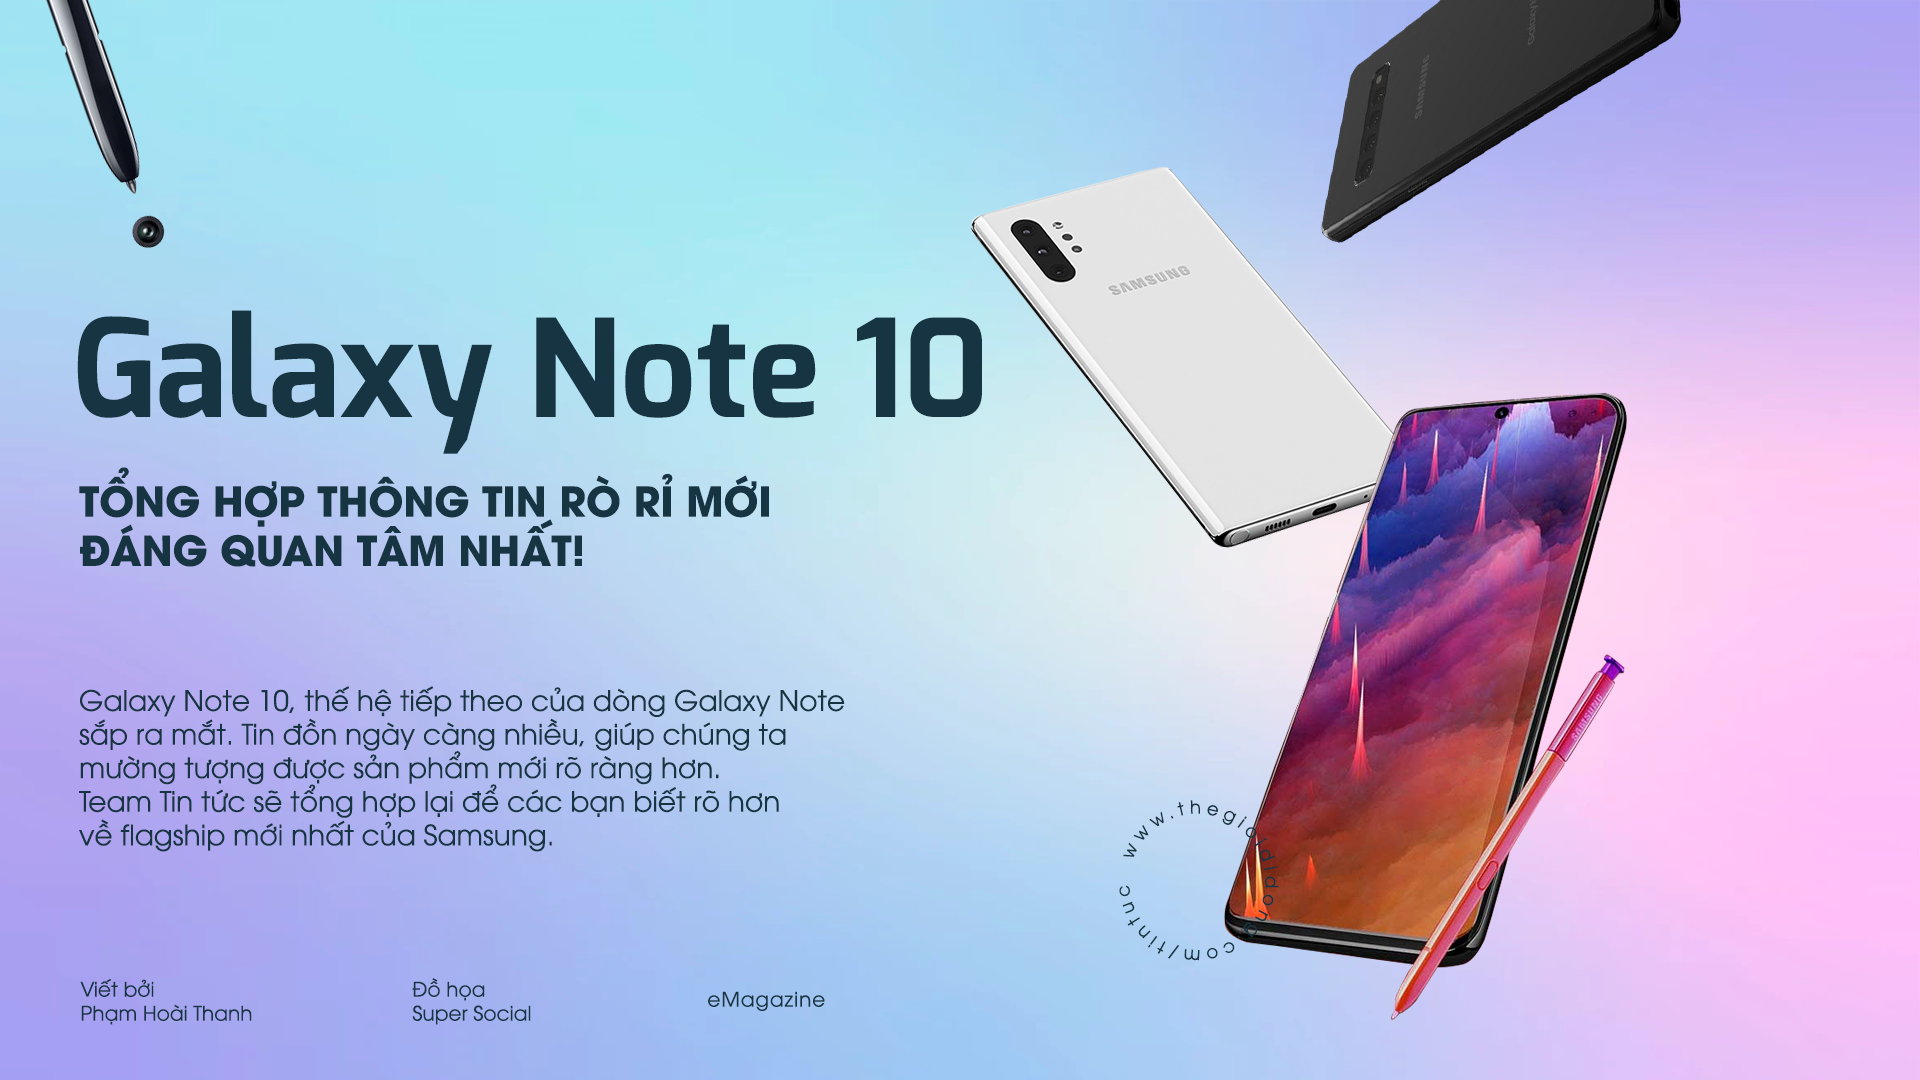 Galaxy Note 10
TỔNG HỢP THÔNG TIN RÒ RỈ MỚI
ĐÁNG QUAN TÂM NHẤT!
Galaxy Note 10, thế hệ tiếp theo của dòng Galaxy Note
sắp ra mắt. Tin đồn ngày càng nhiều, giúp chúng ta
mường tượng được sản phẩm mới rõ ràng hơn.
Team Tin tức sẽ tổng hợp lại để các bạn biết rõ hơn
về flagship mới nhất của Samsung.
Viết bởi
Phạm Hoài Thanh
Đồ họa
Super Social
eMagazine
SAMSUNG
SAMSUNG
SAMSUNG